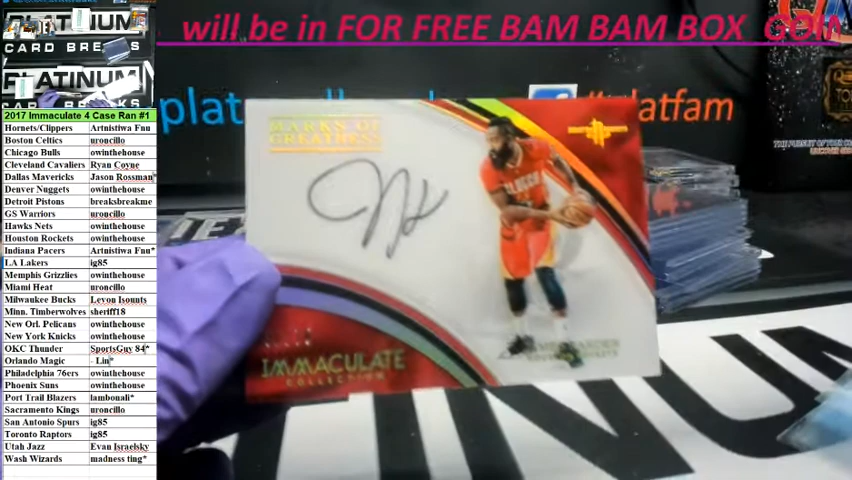 will be in FOR FREE BAM BAM BOX GOIN
PLATINUM
CARD BREAKS
PLATINUM
2017 Immaculate 4 Case Ran #1
Hornets/Clippers Artnistiwa Fnu
Boston Celtics uroncillo
Chicago Bulls owinthehouse
Cleveland Cavaliers Ryan Coyne
Dallas Mavericks Jason Rossman*
Denver Nuggets owinthehouse
Detroit Pistons breaksbreakme
GS Warriors uroncillo
Hawks Nets owinthehouse
Houston Rockets owinthehouse
Indiana Pacers Artnistiwa Fnu*
LA Lakers ig85
Memphis Grizzlies owinthehouse
Miami Heat uroncillo
Milwaukee Bucks Levon Isounts
Minn. Timberwolves sheriff18
New Orl. Pelicans owinthehouse
New York Knicks owinthehouse
OKC Thunder SportsGuy 84*
Orlando Magic - Lin*
Philadelphia 76ers owinthehouse
Phoenix Suns owinthehouse
Port Trail Blazers lambonali*
Sacramento Kings uroncillo
San Antonio Spurs ig85
Toronto Raptors ig85
Utah Jazz Evan Israelsky
Wash Wizards madness ting*
platfam
MARKS OF
GREATNESS
IMMACULATE
COLLECTION